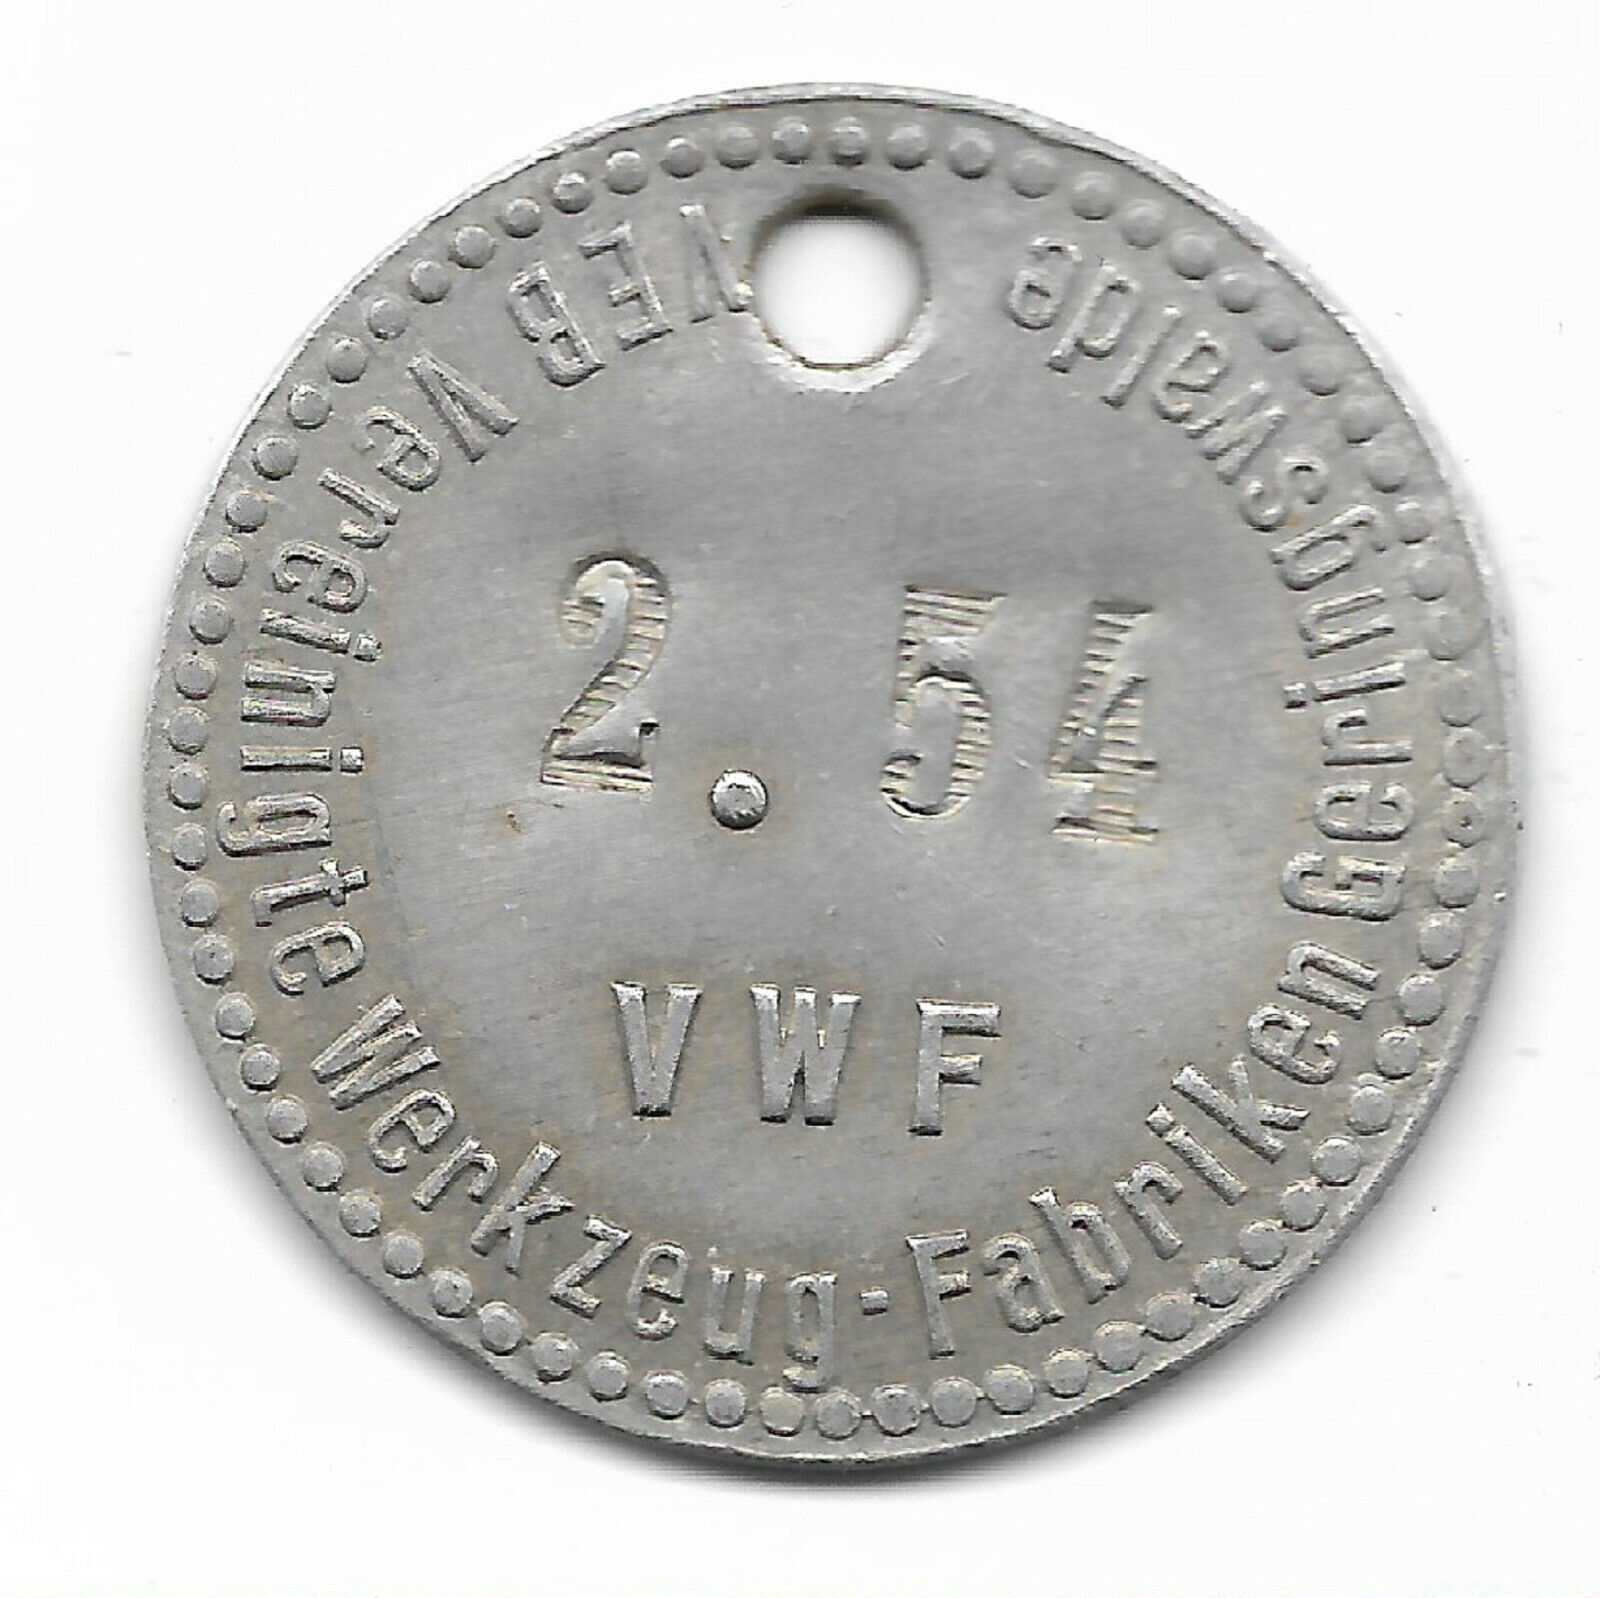 VEB Vereinigte Werkzeug-Fabriken Geringswalde
2. 54
VWF